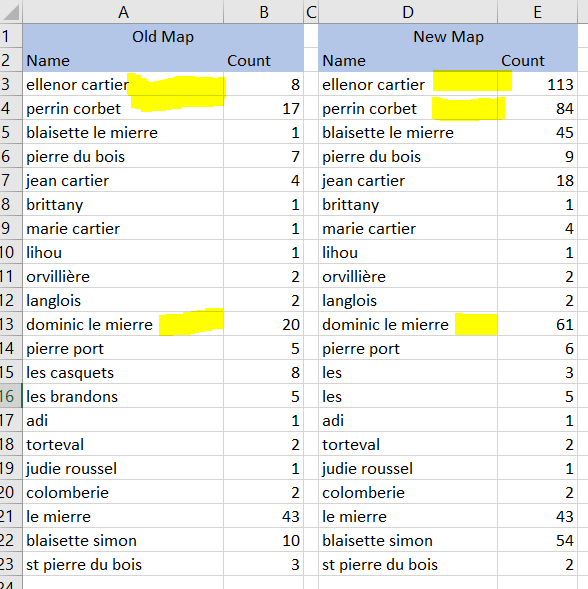 A B C D E
1 Old Map New Map
2 Name Count Name Count
3 ellenor cartier 8 ellenor cartier 113
4 perrin corbet 17 perrin corbet 84
5 blaisette le mierre 1 blaisette le mierre 45
6 pierre du bois 7 pierre du bois 9
7 jean cartier 4 jean cartier 18
8 brittany 1 brittany 1
9 marie cartier 1 marie cartier 4
10 lihou 1 lihou 1
11 orvillière 2 orvillière 2
12 langlois 2 langlois 2
13 dominic le mierre 20 dominic le mierre 61
14 pierre port 5 pierre port 6
15 les casquets 8 les 3
16 les brandons 5 les 5
17 adi 1 adi 1
18 torteval 2 torteval 2
19 judie roussel 1 judie roussel 1
20 colomberie 2 colomberie 2
21 le mierre 43 le mierre 43
22 blaisette simon 10 blaisette simon 54
23 st pierre du bois 3 st pierre du bois 2